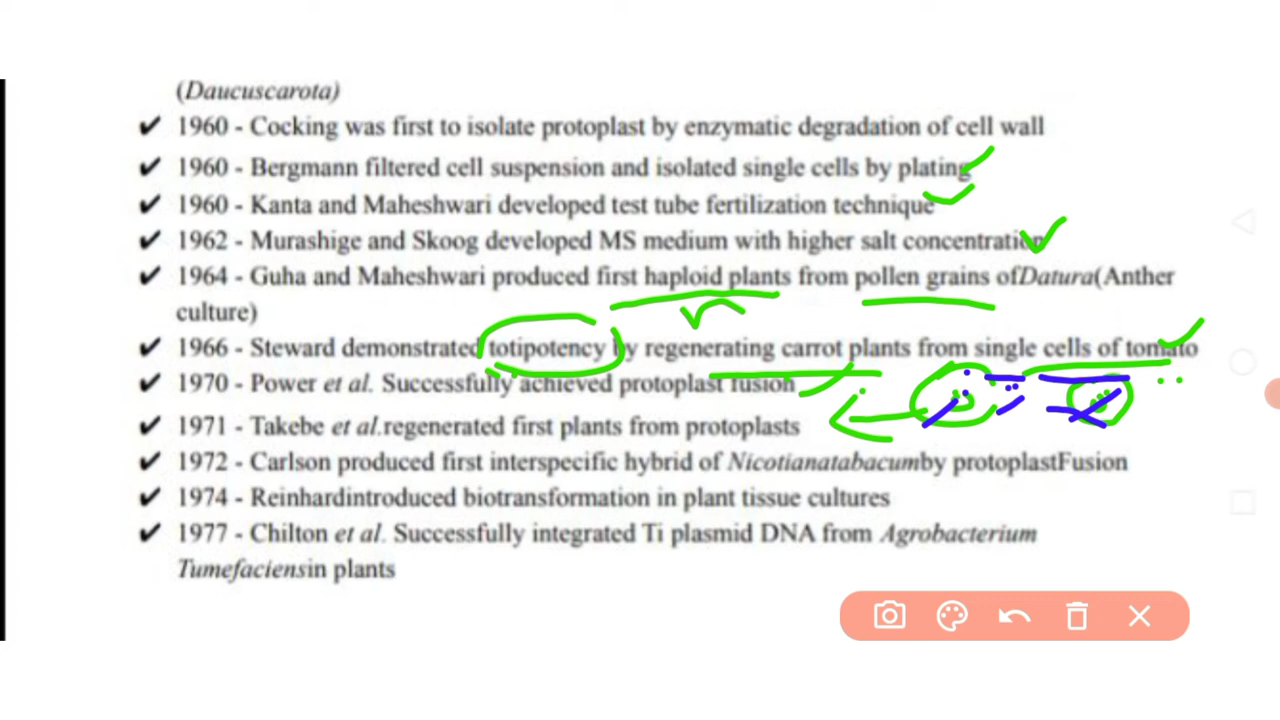 (Daucuscarota)
✔ 1960 - Cocking was first to isolate protoplast by enzymatic degradation of cell wall
✔ 1960 - Bergmann filtered cell suspension and isolated single cells by plating
✔ 1960 - Kanta and Maheshwari developed test tube fertilization technique
✔ 1962 - Murashige and Skoog developed MS medium with higher salt concentration
✔ 1964 - Guha and Maheshwari produced first haploid plants from pollen grains ofDatura(Anther
culture)
✔ 1966 - Steward demonstrated totipotency by regenerating carrot plants from single cells of tomato
✔ 1970 - Power et al. Successfully achieved protoplast fusion
✔ 1971 - Takebe et al.regenerated first plants from protoplasts
✔ 1972 - Carlson produced first interspecific hybrid of Nicotianatabacumby protoplastFusion
✔ 1974 - Reinhardintroduced biotransformation in plant tissue cultures
✔ 1977 - Chilton et al. Successfully integrated Ti plasmid DNA from Agrobacterium
Tumefaciensin plants